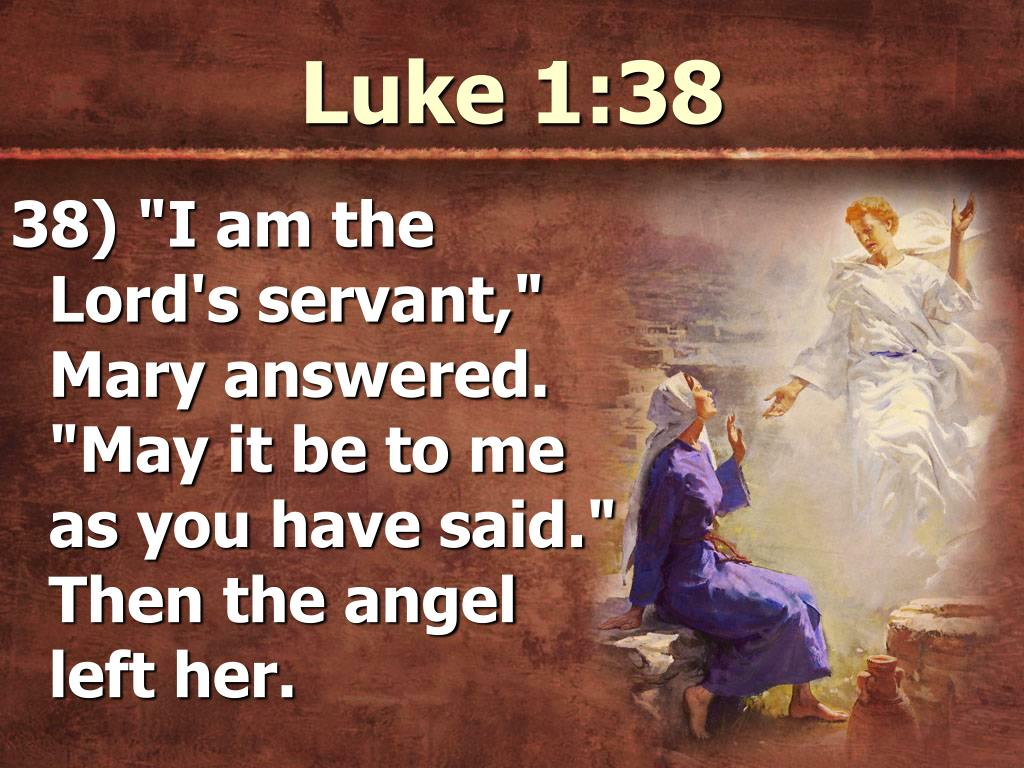 Luke 1:38
38) "I am the
Lord's servant,"
Mary answered.
"May it be to me
as you have said."
Then the angel
left her.